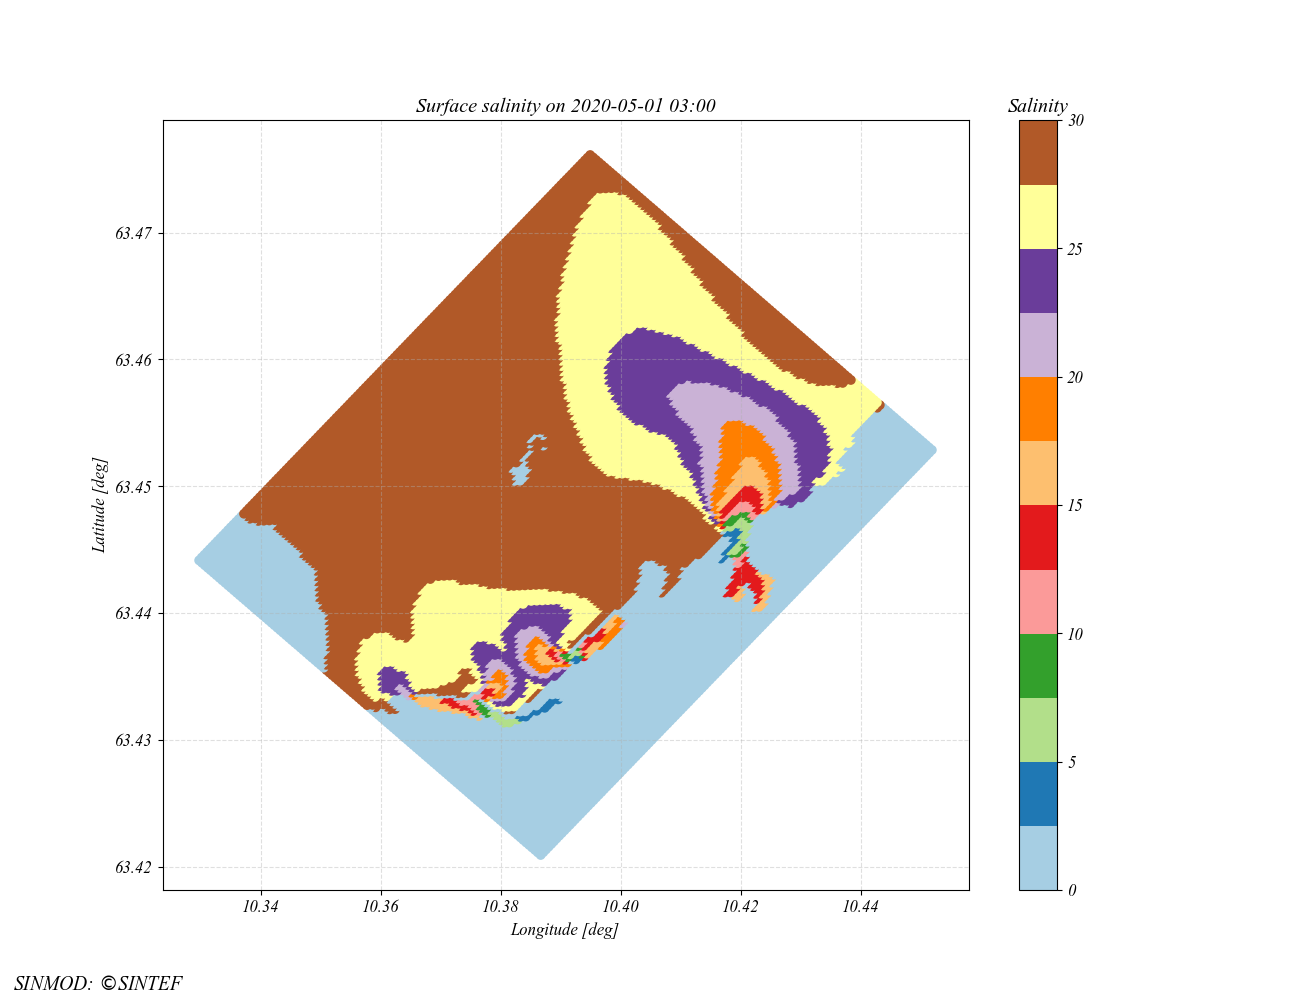 Surface salinity on 2020-05-01 03:00
Salinity
30
25
20
15
10
5
0
63.47
63.46
63.45
63.44
63.43
63.42
Latitude [deg]
10.34 10.36 10.38 10.40 10.42 10.44
Longitude [deg]
SINMOD: ©SINTEF